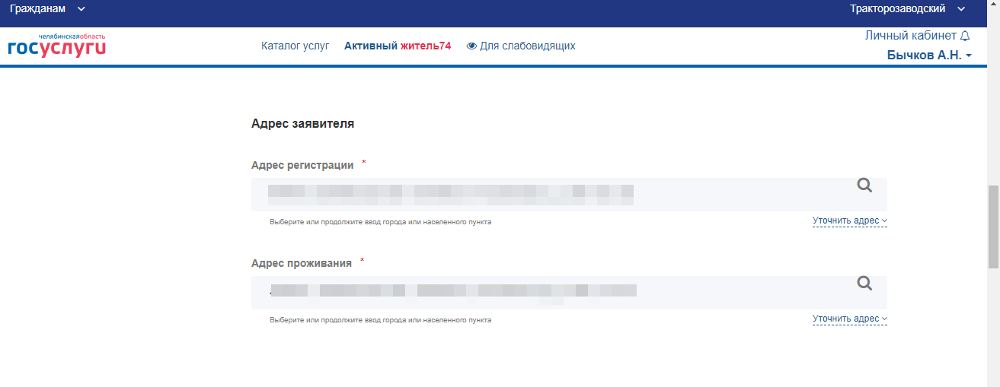 Гражданам
Тракторозаводский
челябинскаяобласть
госуслуги
Каталог услуг
Активный житель74
Для слабовидящих
Личный кабинет
Бычков А.Н.
Адрес заявителя
Адрес регистрации *
Выберите или продолжите ввод города или населенного пункта
Уточнить адрес
Адрес проживания *
Выберите или продолжите ввод города или населенного пункта
Уточнить адрес